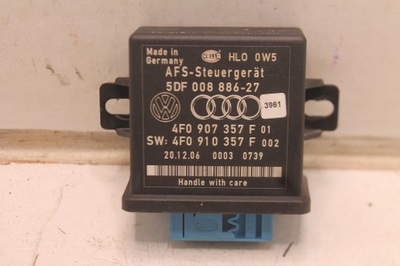 Made in
Germany
HELLA
HLO 0W5
AFS-Steuergerät
5DF 008 886-27
3961
4F0 907 357 F 01
SW: 4F0 910 357 F 002
20.12.06 0003 0739
Handle with care